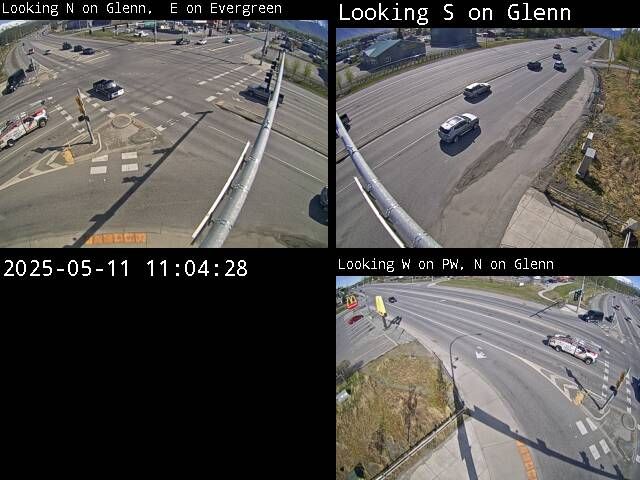 Looking N on Glenn,  E on Evergreen
Looking S on Glenn
2025-05-11 11:04:28
Looking W on PW, N on Glenn